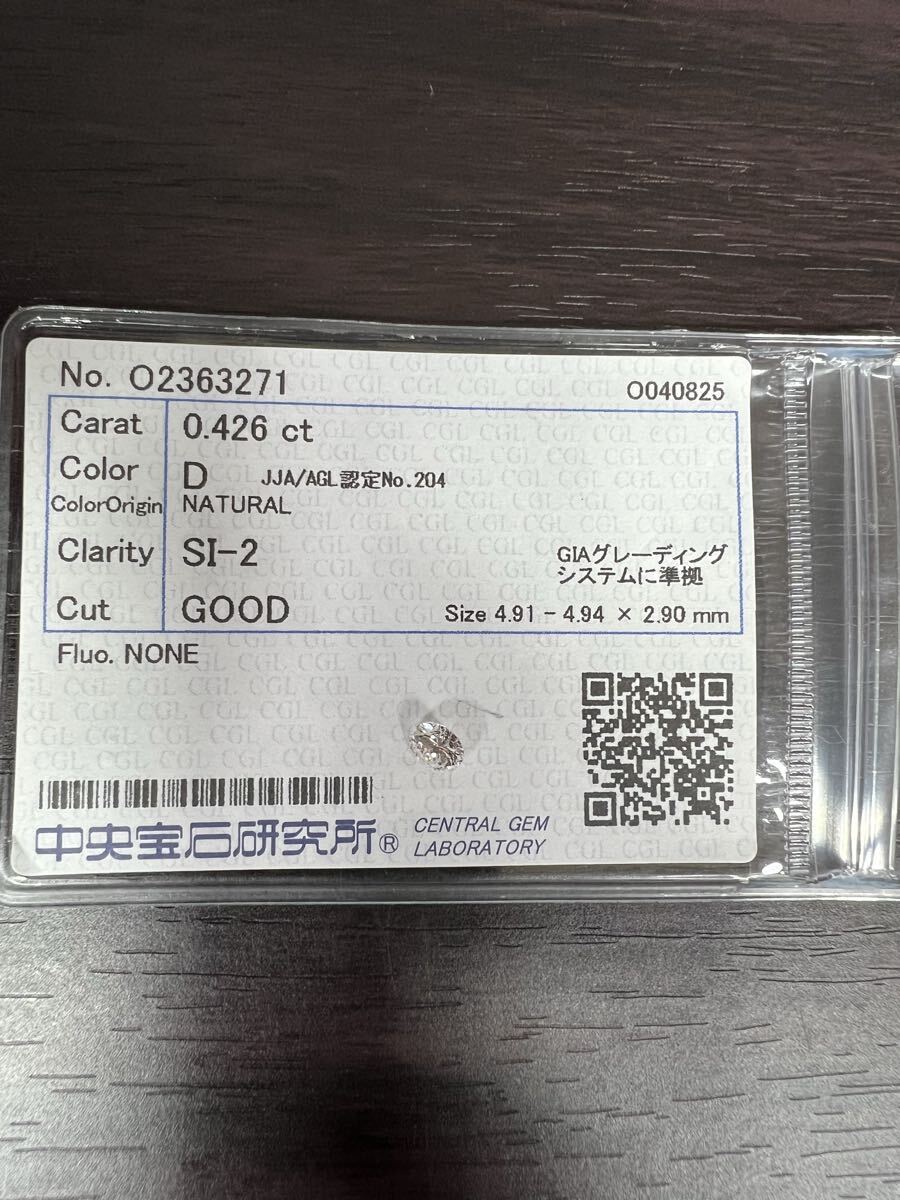 No. O2363271
O040825
Carat 0.426 ct
Color D JJA/AGL認定No.204
ColorOrigin NATURAL
Clarity SI-2
GIAグレーディング
システムに準拠
Cut GOOD Size 4.91 - 4.94 × 2.90 mm
Fluo. NONE
中央宝石研究所®
CENTRAL GEM
LABORATORY